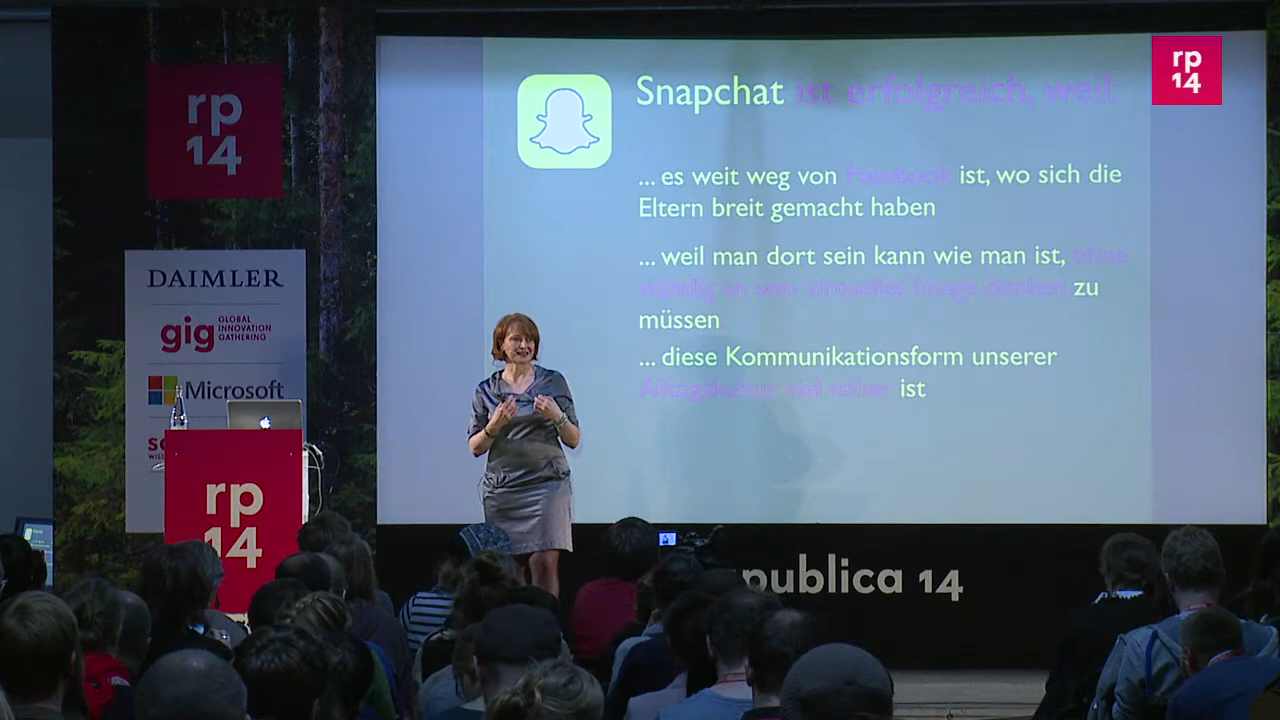 rp
14
DAIMLER
gig GLOBAL
INNOVATION
GATHERING
Microsoft
rp
14
Snapchat ist erfolgreich, weil:
... es weit weg von Facebook ist, wo sich die
Eltern breit gemacht haben
... weil man dort sein kann wie man ist, ohne
ständig an sein virtuelles Image denken zu
müssen
... diese Kommunikationsform unserer
Alltagskultur viel näher ist
rp
14
publica 14